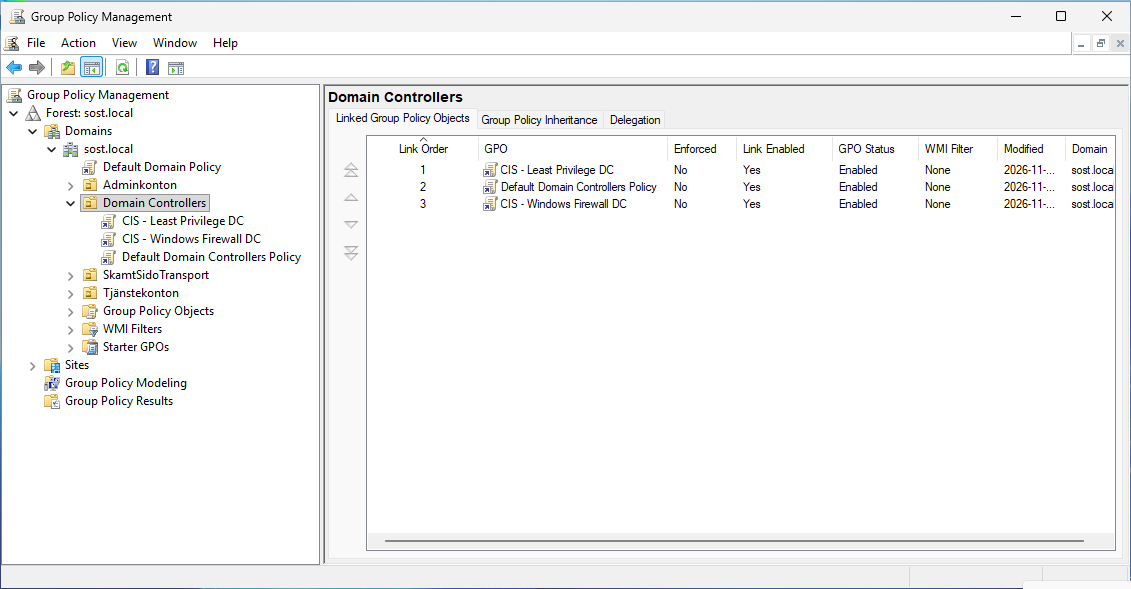 Group Policy Management
File Action View Window Help
Group Policy Management
Forest: sost.local
Domains
sost.local
Default Domain Policy
Adminkonton
Domain Controllers
CIS - Least Privilege DC
CIS - Windows Firewall DC
Default Domain Controllers Policy
SkamtSidoTransport
Tjänstekonton
Group Policy Objects
WMI Filters
Starter GPOs
Sites
Group Policy Modeling
Group Policy Results
Domain Controllers
Linked Group Policy Objects Group Policy Inheritance Delegation
Link Order GPO Enforced Link Enabled GPO Status WMI Filter Modified Domain
1 CIS - Least Privilege DC No Yes Enabled None 2026-11-... sost.loca
2 Default Domain Controllers Policy No Yes Enabled None 2026-11-... sost.loca
3 CIS - Windows Firewall DC No Yes Enabled None 2026-11-... sost.loca